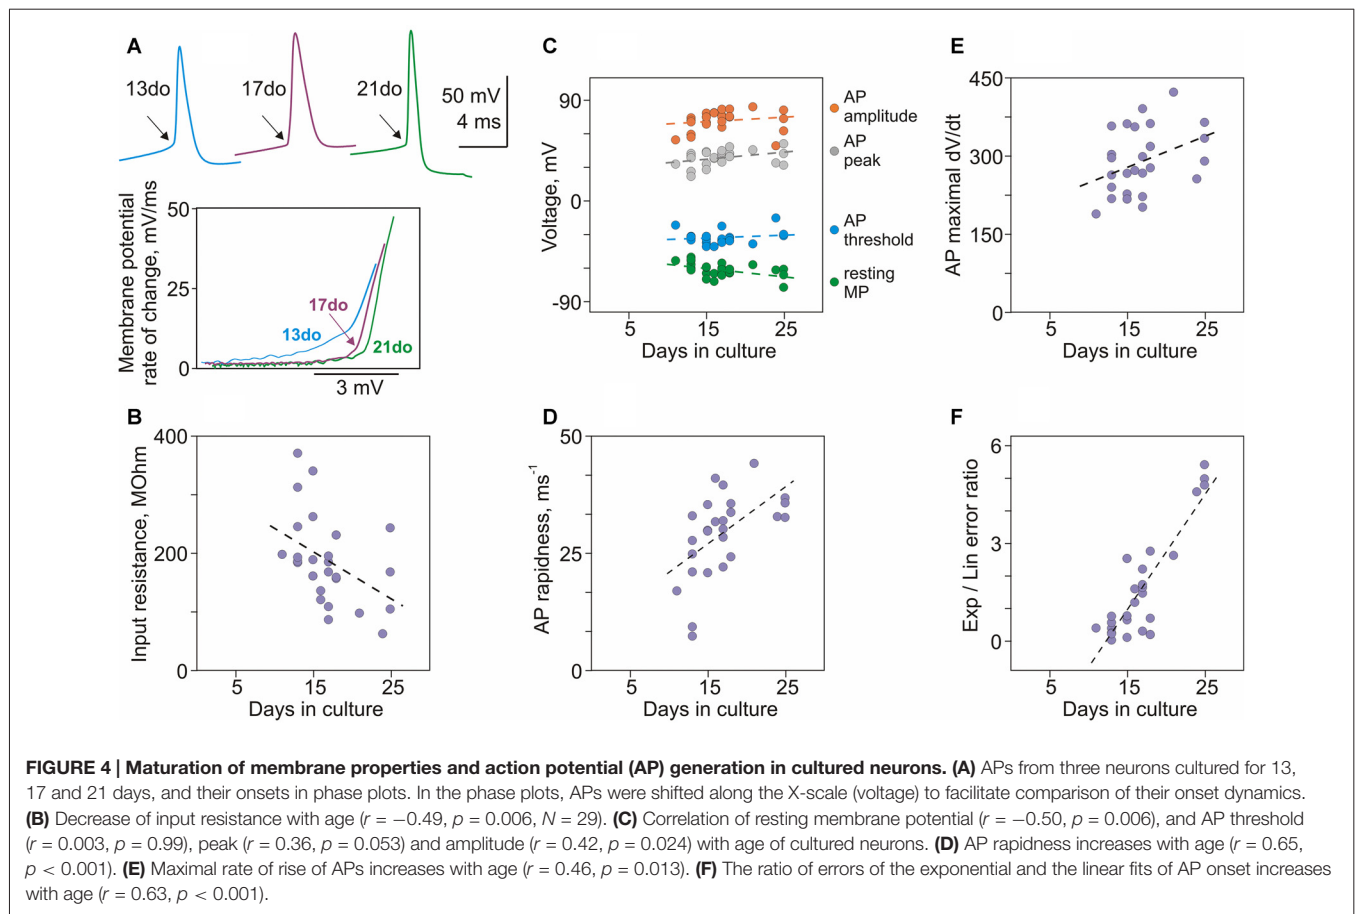 A
13do
17do
21do
50 mV
4 ms
Membrane potential
rate of change, mV/ms
50
25
0
17do
13do
21do
3 mV
C
Voltage, mV
90
0
-90
5 15 25
Days in culture
AP
amplitude
AP
peak
AP
threshold
resting
MP
E
AP maximal dV/dt
450
300
150
0
5 15 25
Days in culture
B
Input resistance, MOhm
400
200
0
5 15 25
Days in culture
D
AP rapidness, ms-1
50
25
0
5 15 25
Days in culture
F
Exp / Lin error ratio
6
3
0
5 15 25
Days in culture
FIGURE 4 | Maturation of membrane properties and action potential (AP) generation in cultured neurons. (A) APs from three neurons cultured for 13,
17 and 21 days, and their onsets in phase plots. In the phase plots, APs were shifted along the X-scale (voltage) to facilitate comparison of their onset dynamics.
(B) Decrease of input resistance with age (r = −0.49, p = 0.006, N = 29). (C) Correlation of resting membrane potential (r = −0.50, p = 0.006), and AP threshold
(r = 0.003, p = 0.99), peak (r = 0.36, p = 0.053) and amplitude (r = 0.42, p = 0.024) with age of cultured neurons. (D) AP rapidness increases with age (r = 0.65,
p < 0.001). (E) Maximal rate of rise of APs increases with age (r = 0.46, p = 0.013). (F) The ratio of errors of the exponential and the linear fits of AP onset increases
with age (r = 0.63, p < 0.001).